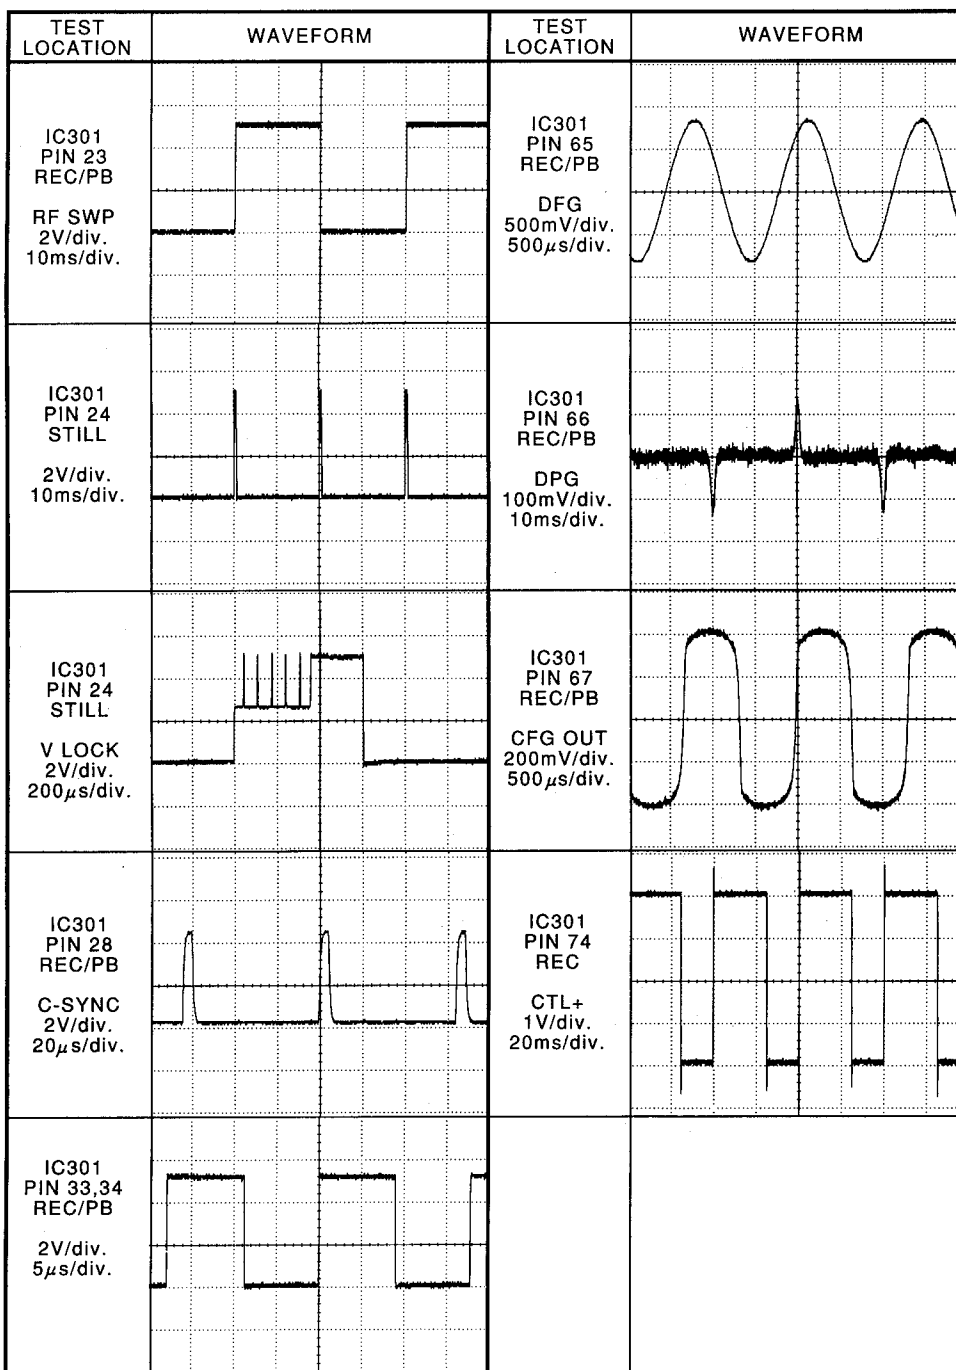 TEST
LOCATION
WAVEFORM
TEST
LOCATION
WAVEFORM
IC301
PIN 23
REC/PB
RF SWP
2V/div.
10ms/div.
IC301
PIN 65
REC/PB
DFG
500mV/div.
500µs/div.
IC301
PIN 24
STILL
2V/div.
10ms/div.
IC301
PIN 66
REC/PB
DPG
100mV/div.
10ms/div.
IC301
PIN 24
STILL
V LOCK
2V/div.
200µs/div.
IC301
PIN 67
REC/PB
CFG OUT
200mV/div.
500µs/div.
IC301
PIN 28
REC/PB
C-SYNC
2V/div.
20µs/div.
IC301
PIN 74
REC
CTL+
1V/div.
20ms/div.
IC301
PIN 33,34
REC/PB
2V/div.
5µs/div.